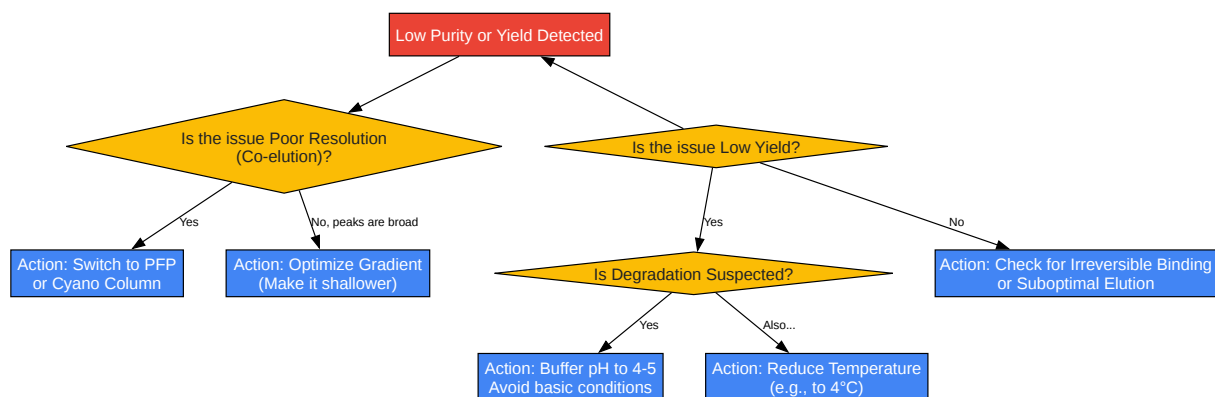 Low Purity or Yield Detected
Is the issue Poor Resolution
(Co-elution)?
Is the issue Low Yield?
Yes
No, peaks are broad
Yes
No
Action: Switch to PFP
or Cyano Column
Action: Optimize Gradient
(Make it shallower)
Is Degradation Suspected?
Action: Check for Irreversible Binding
or Suboptimal Elution
Yes
Also...
Action: Buffer pH to 4-5
Avoid basic conditions
Action: Reduce Temperature
(e.g., to 4°C)